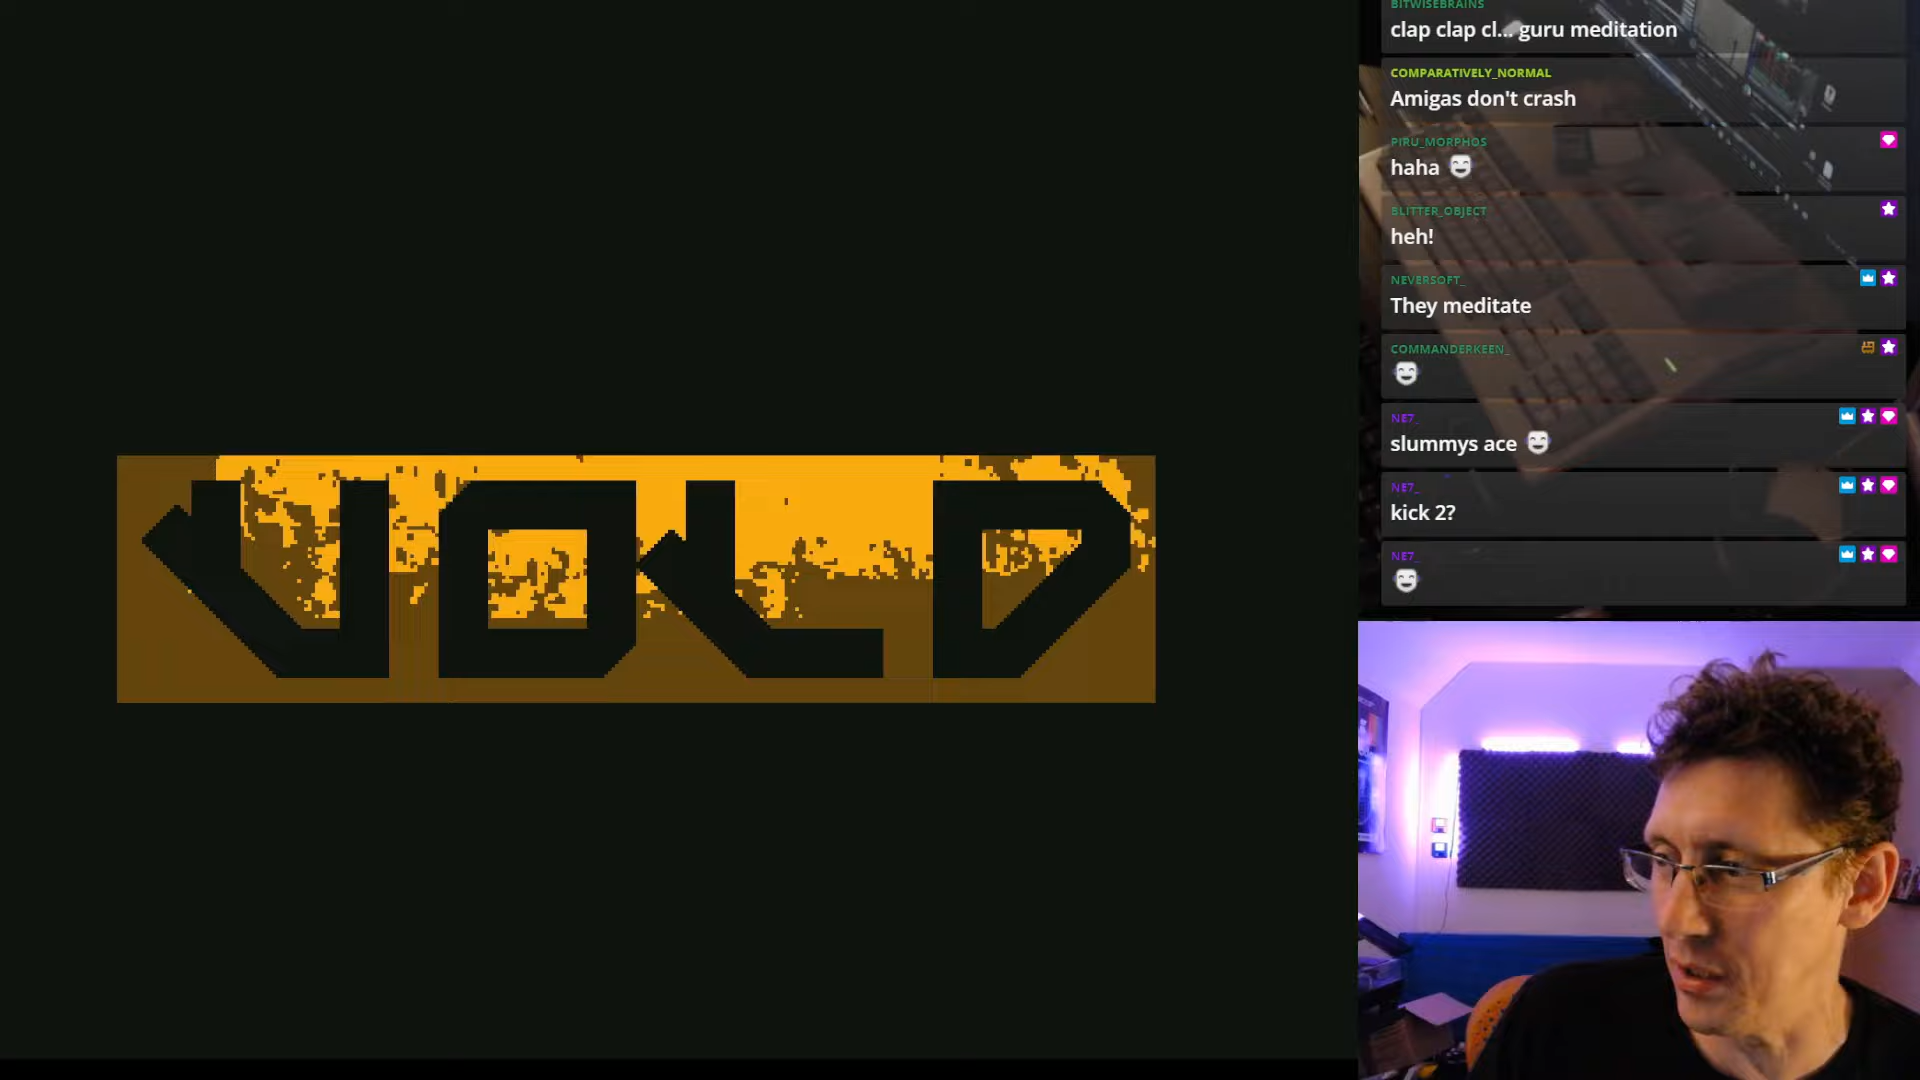 VOLD
BITWISEBRAINS
clap clap cl... guru meditation
COMPARATIVELY_NORMAL
Amigas don't crash
PIRU_MORPHOS
haha
BLITTER_OBJECT
heh!
NEVERSOFT_
They meditate
COMMANDERKEEN_
NE7_
slummys ace
NE7_
kick 2?
NE7_